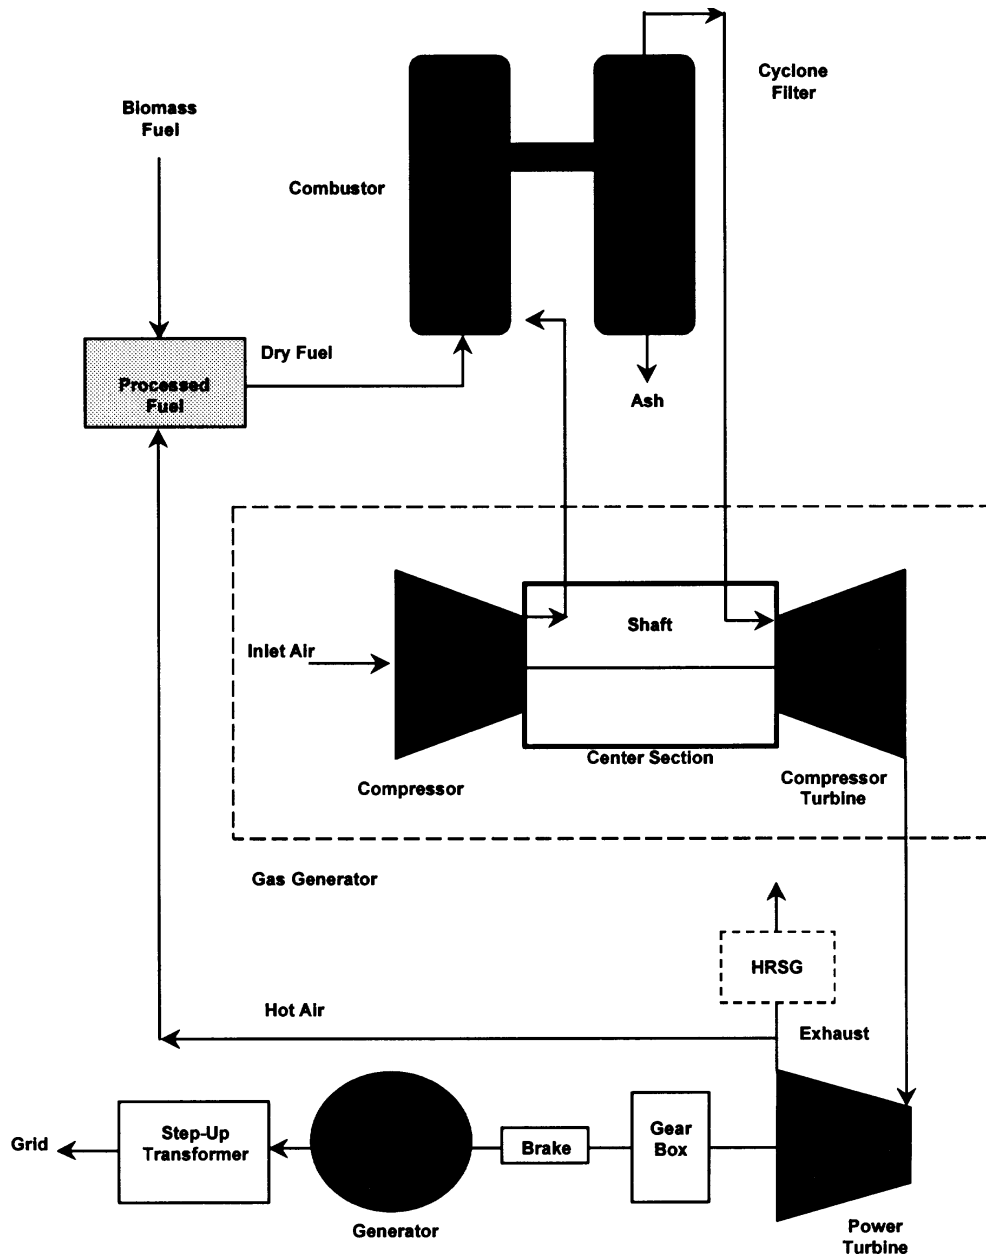 Cyclone
Filter
Biomass
Fuel
Combustor
Dry Fuel
Processed
Fuel
Ash
Inlet Air
Shaft
Center Section
Compressor
Compressor
Turbine
Gas Generator
HRSG
Hot Air
Exhaust
Grid
Step-Up
Transformer
Brake
Gear
Box
Generator
Power
Turbine